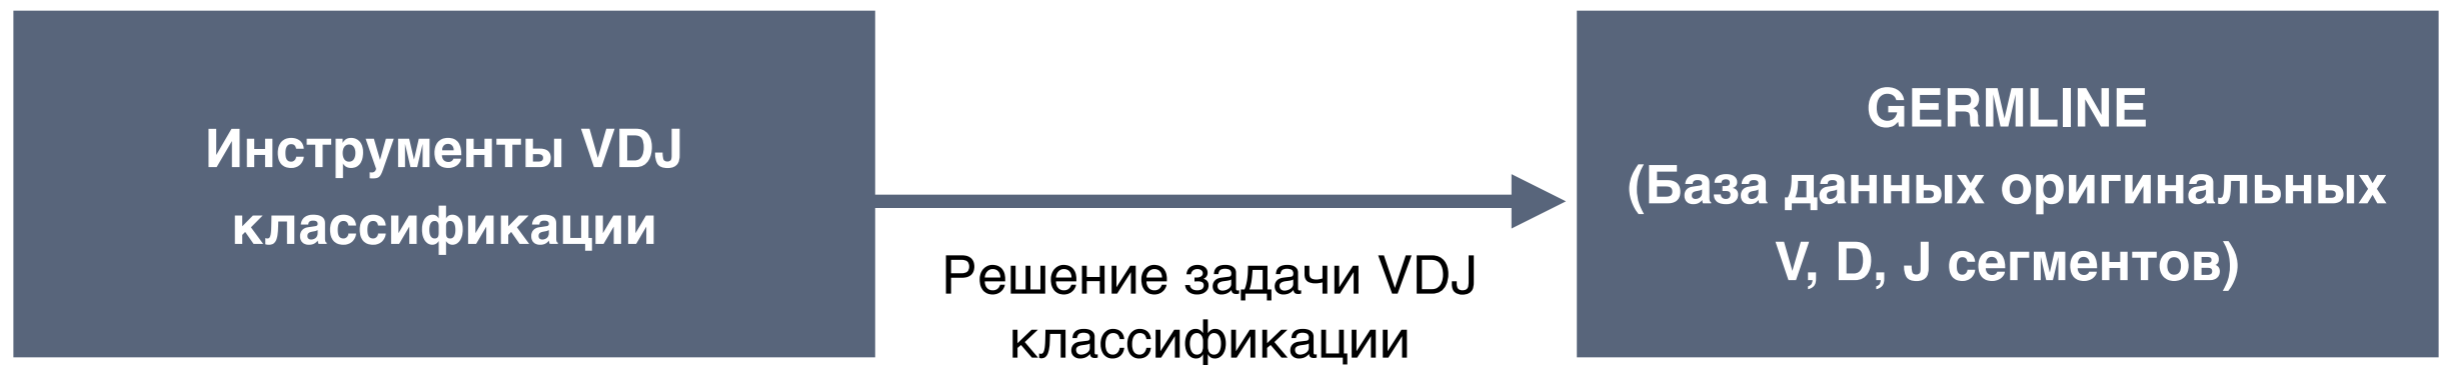 Инструменты VDJ
классификации
Решение задачи VDJ
классификации
GERMLINE
(База данных оригинальных
V, D, J сегментов)